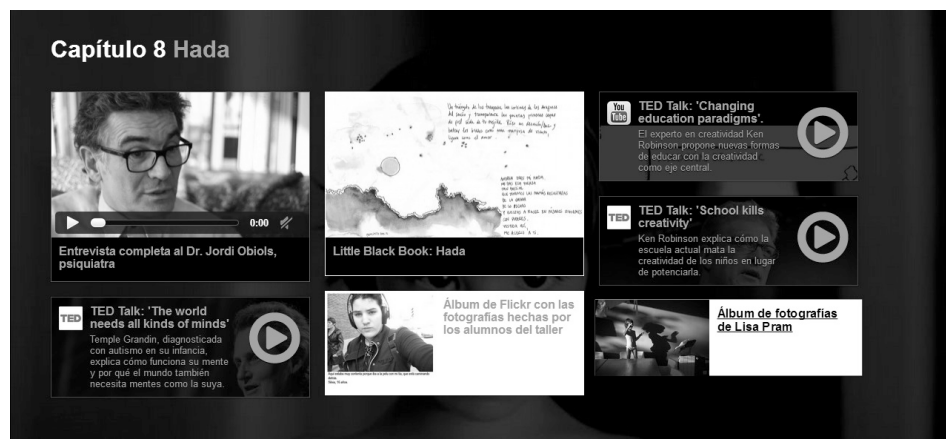 Capítulo 8 Hada
0:00
Entrevista completa al Dr. Jordi Obiols,
psiquiatra
TED
TED Talk: 'The world
needs all kinds of minds'
Temple Grandin, diagnosticada
con autismo en su infancia,
explica cómo funciona su mente
y por qué el mundo también
necesita mentes como la suya.
Little Black Book: Hada
Álbum de Flickr con las
fotografias hechas por
los alumnos del taller
You
Tube
TED Talk: 'Changing
education paradigms'.
El experto en creatividad Ken
Robinson propone nuevas formas
de educar con la creatividad
como eje central.
TED
TED Talk: 'School kills
creativity'
Ken Robinson explica cómo la
escuela actual mata la
creatividad de los niños en lugar
de potenciarla.
Álbum de fotografías
de Lisa Pram